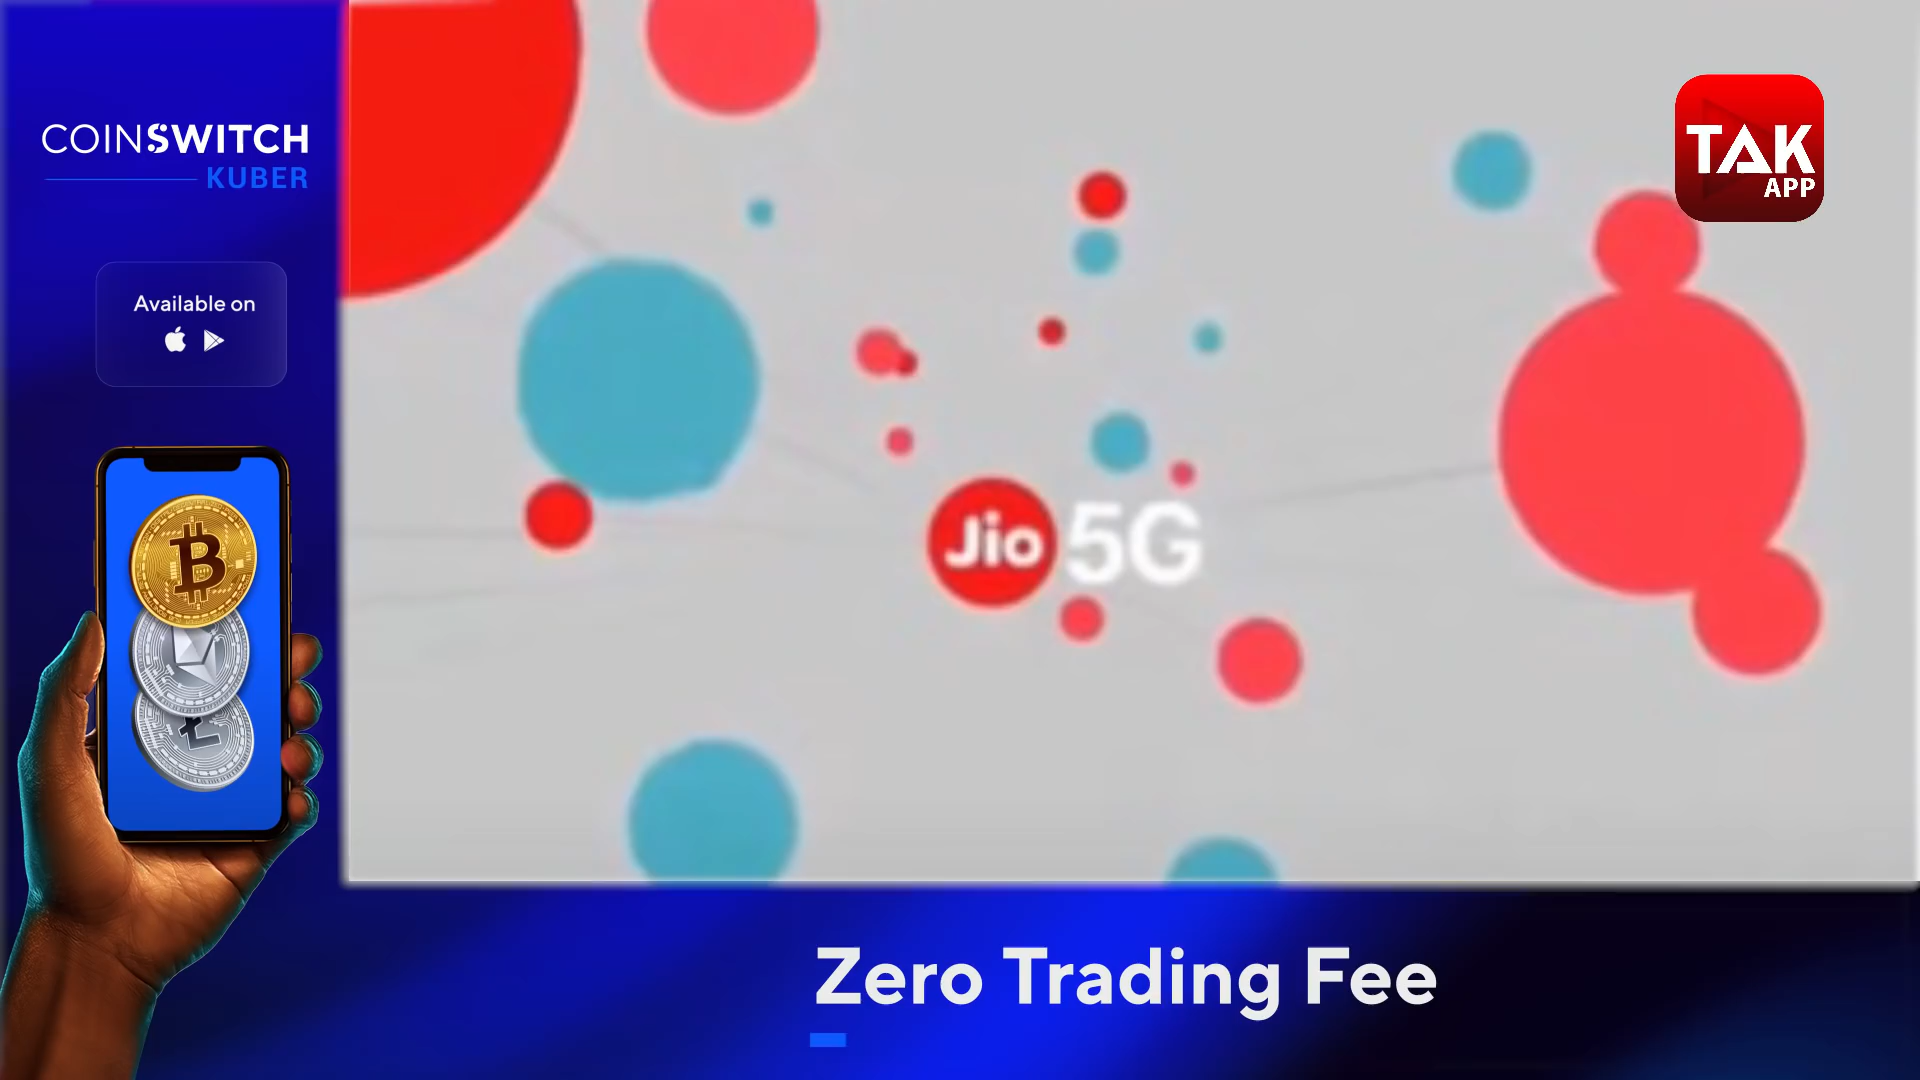 COINSWITCH
KUBER
Available on
Jio 5G
TAK
APP
Zero Trading Fee